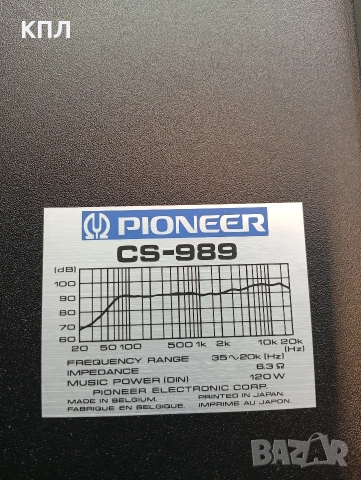 КПЛ
PIONEER
CS-989
(dB)
100
90
80
70
60
20 50 100 500 1k 2k 10k 20k
(Hz)
FREQUENCY RANGE 35∿20k (Hz)
IMPEDANCE 6.3 Ω
MUSIC POWER (DIN) 120 W
PIONEER ELECTRONIC CORP.
MADE IN BELGIUM. PRINTED IN JAPAN.
FABRIQUE EN BELGIQUE. IMPRIME AU JAPON.
BAZAR